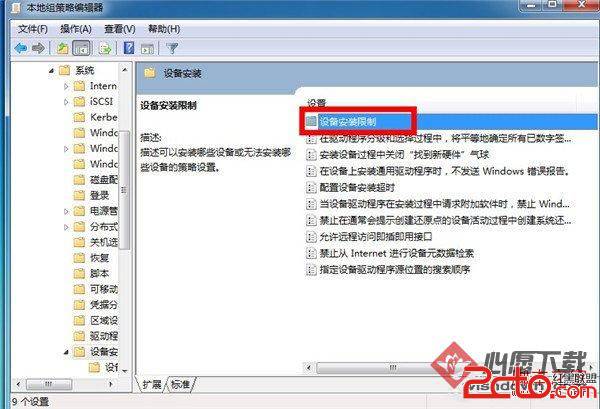 本地组策略编辑器
文件(F) 操作(A) 查看(V) 帮助(H)
系统
Intern
iSCSI
Kerbe
Windo
Windo
Windo
磁盘配
登录
电源管
分布式
关机选
恢复
脚本
可移动
凭据分
区域设
驱动程
设备安
设
设备安装
设备安装限制
描述:
描述可以安装哪些设备或无法安装哪
些设备的策略设置。
设置
设备安装限制
在驱动程序分级和选择过程中，将平等地确定所有已数字签...
安装设备过程中关闭“找到新硬件”气球
在设备上安装通用驱动程序时，不发送 Windows 错误报告。
配置设备安装超时
当设备驱动程序在安装过程中请求附加软件时，禁止 Wind...
禁止在通常会提示创建还原点的设备活动过程中创建系统还...
允许远程访问即插即用接口
禁止从 Internet 进行设备元数据检索
指定设备驱动程序源位置的搜索顺序
扩展 标准
9 个设置
心愿下载
红黑联盟
2cto.com